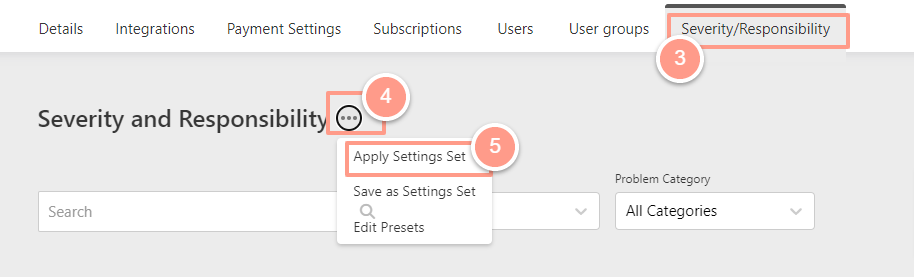 Details Integrations Payment Settings Subscriptions Users User groups Severity/Responsibility
3
4
Severity and Responsibility
5
Apply Settings Set
Problem Category
Save as Settings Set
Search All Categories
Edit Presets